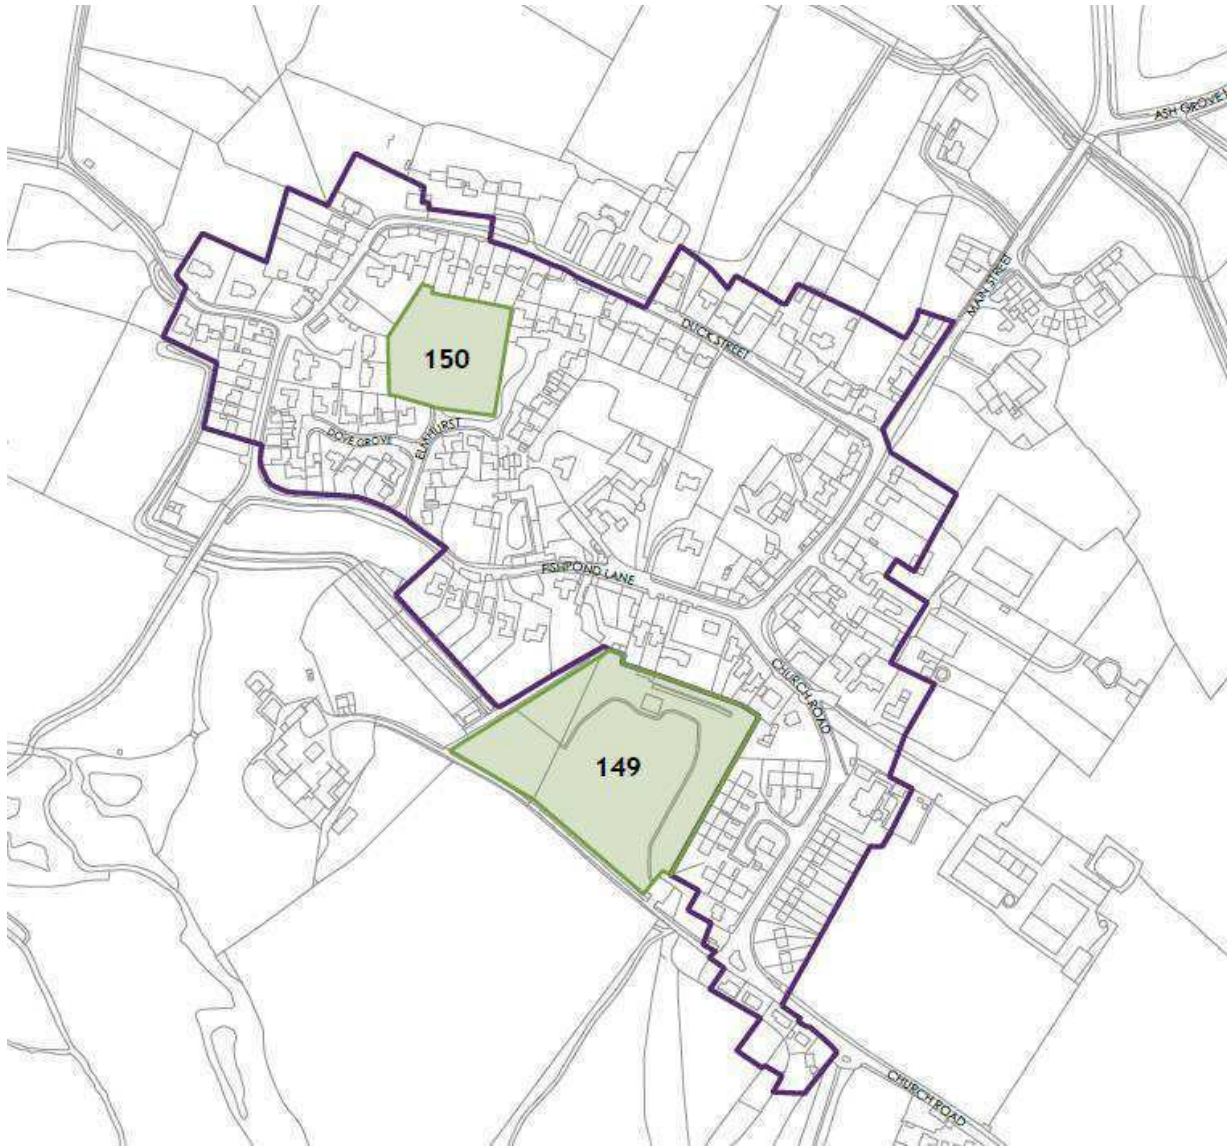 ASH GROVE
MAIN STREET
DUCK STREET
150
DOVE GROVE
ELMHURST
FISHPOND LANE
CHURCH ROAD
149
CHURCH ROAD